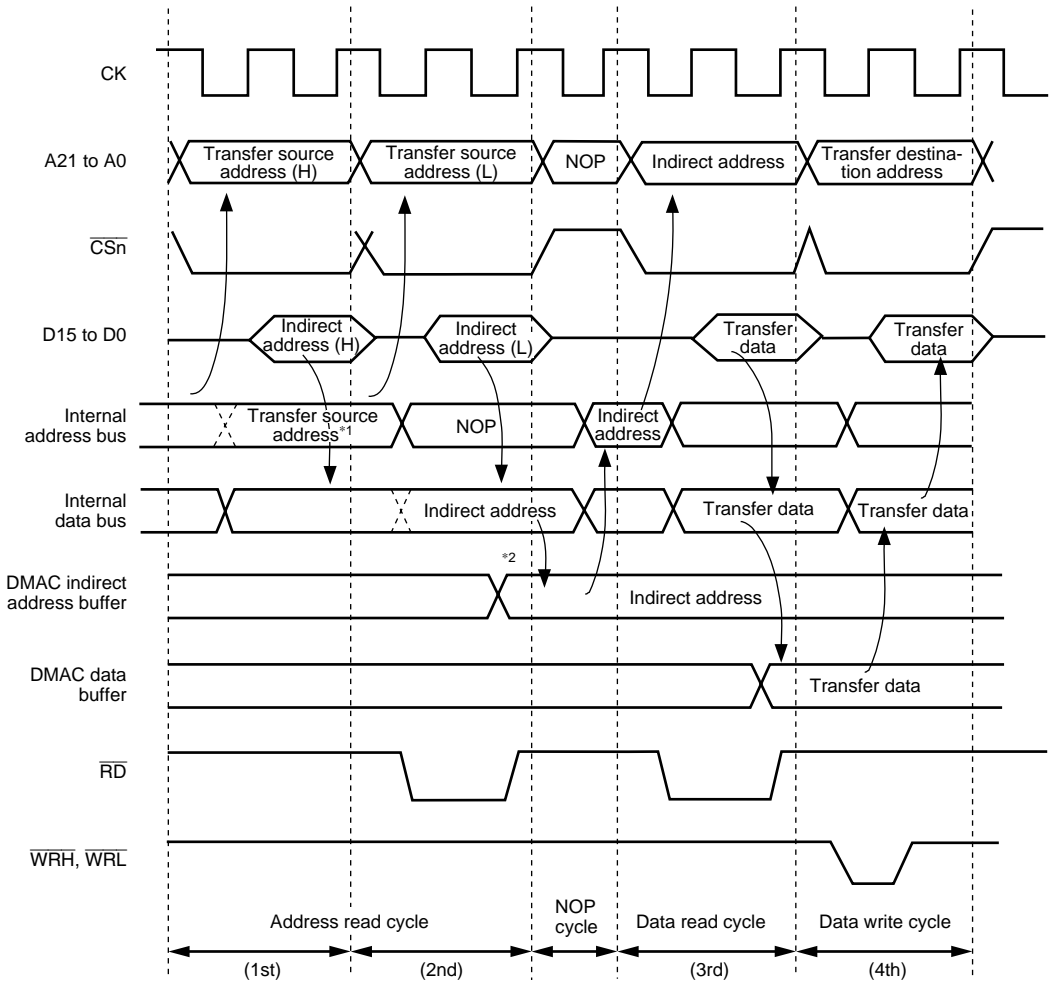 CK
A21 to A0
Transfer source
address (H)
Transfer source
address (L)
NOP
Indirect address
Transfer destina-
tion address
CSn
D15 to D0
Indirect
address (H)
Indirect
address (L)
Transfer
data
Transfer
data
Internal
address bus
Transfer source
address*1
NOP
Indirect
address
Internal
data bus
Indirect address
Transfer data
Transfer data
*2
DMAC indirect
address buffer
Indirect address
DMAC data
buffer
Transfer data
RD
WRH, WRL
Address read cycle
NOP
cycle
Data read cycle
Data write cycle
(1st)
(2nd)
(3rd)
(4th)